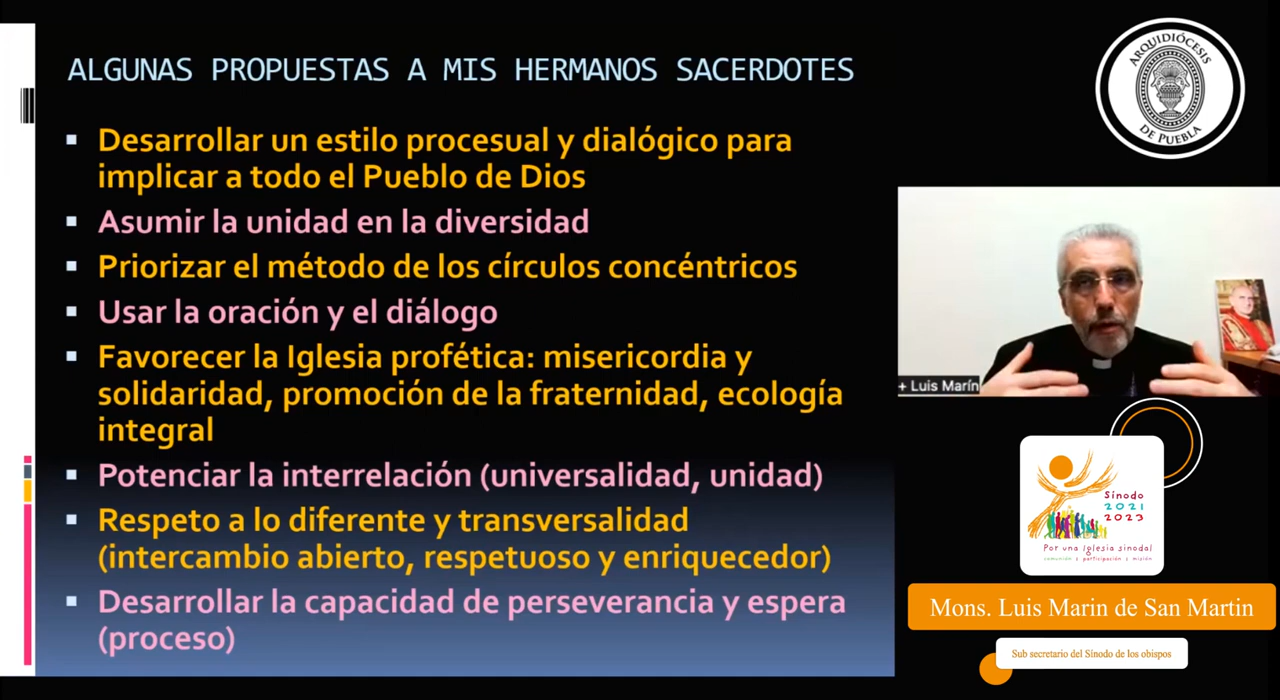 ALGUNAS PROPUESTAS A MIS HERMANOS SACERDOTES
Desarrollar un estilo procesual y dialógico para
implicar a todo el Pueblo de Dios
Asumir la unidad en la diversidad
Priorizar el método de los círculos concéntricos
Usar la oración y el diálogo
Favorecer la Iglesia profética: misericordia y
solidaridad, promoción de la fraternidad, ecología
integral
Potenciar la interrelación (universalidad, unidad)
Respeto a lo diferente y transversalidad
(intercambio abierto, respetuoso y enriquecedor)
Desarrollar la capacidad de perseverancia y espera
(proceso)
ARQUIDIÓCESIS
DE PUEBLA
+ Luis Marín
Sínodo
2021
2023
Por una Iglesia sinodal
comunión | participación | misión
Mons. Luis Marin de San Martin
Sub secretario del Sínodo de los obispos